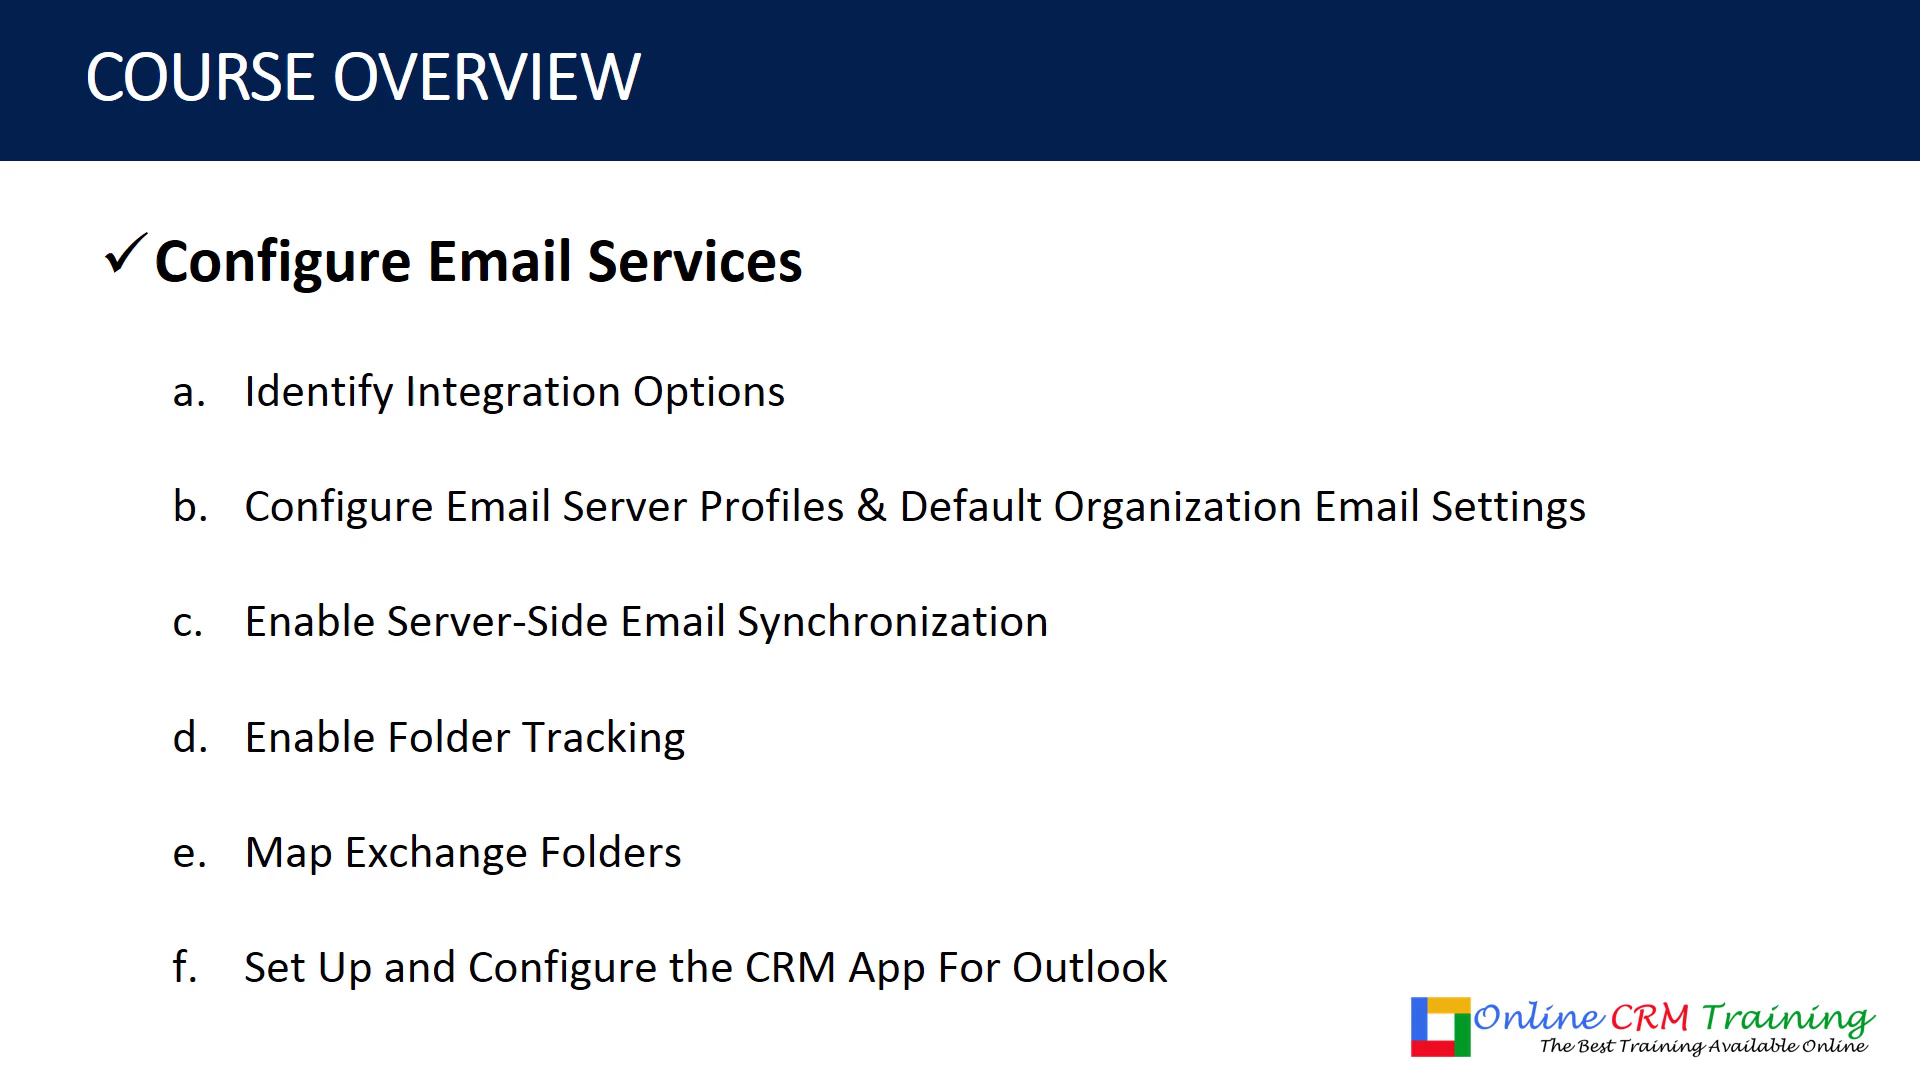 COURSE OVERVIEW
✓Configure Email Services
a. Identify Integration Options
b. Configure Email Server Profiles & Default Organization Email Settings
c. Enable Server-Side Email Synchronization
d. Enable Folder Tracking
e. Map Exchange Folders
f. Set Up and Configure the CRM App For Outlook
Online CRM Training
The Best Training Available Online